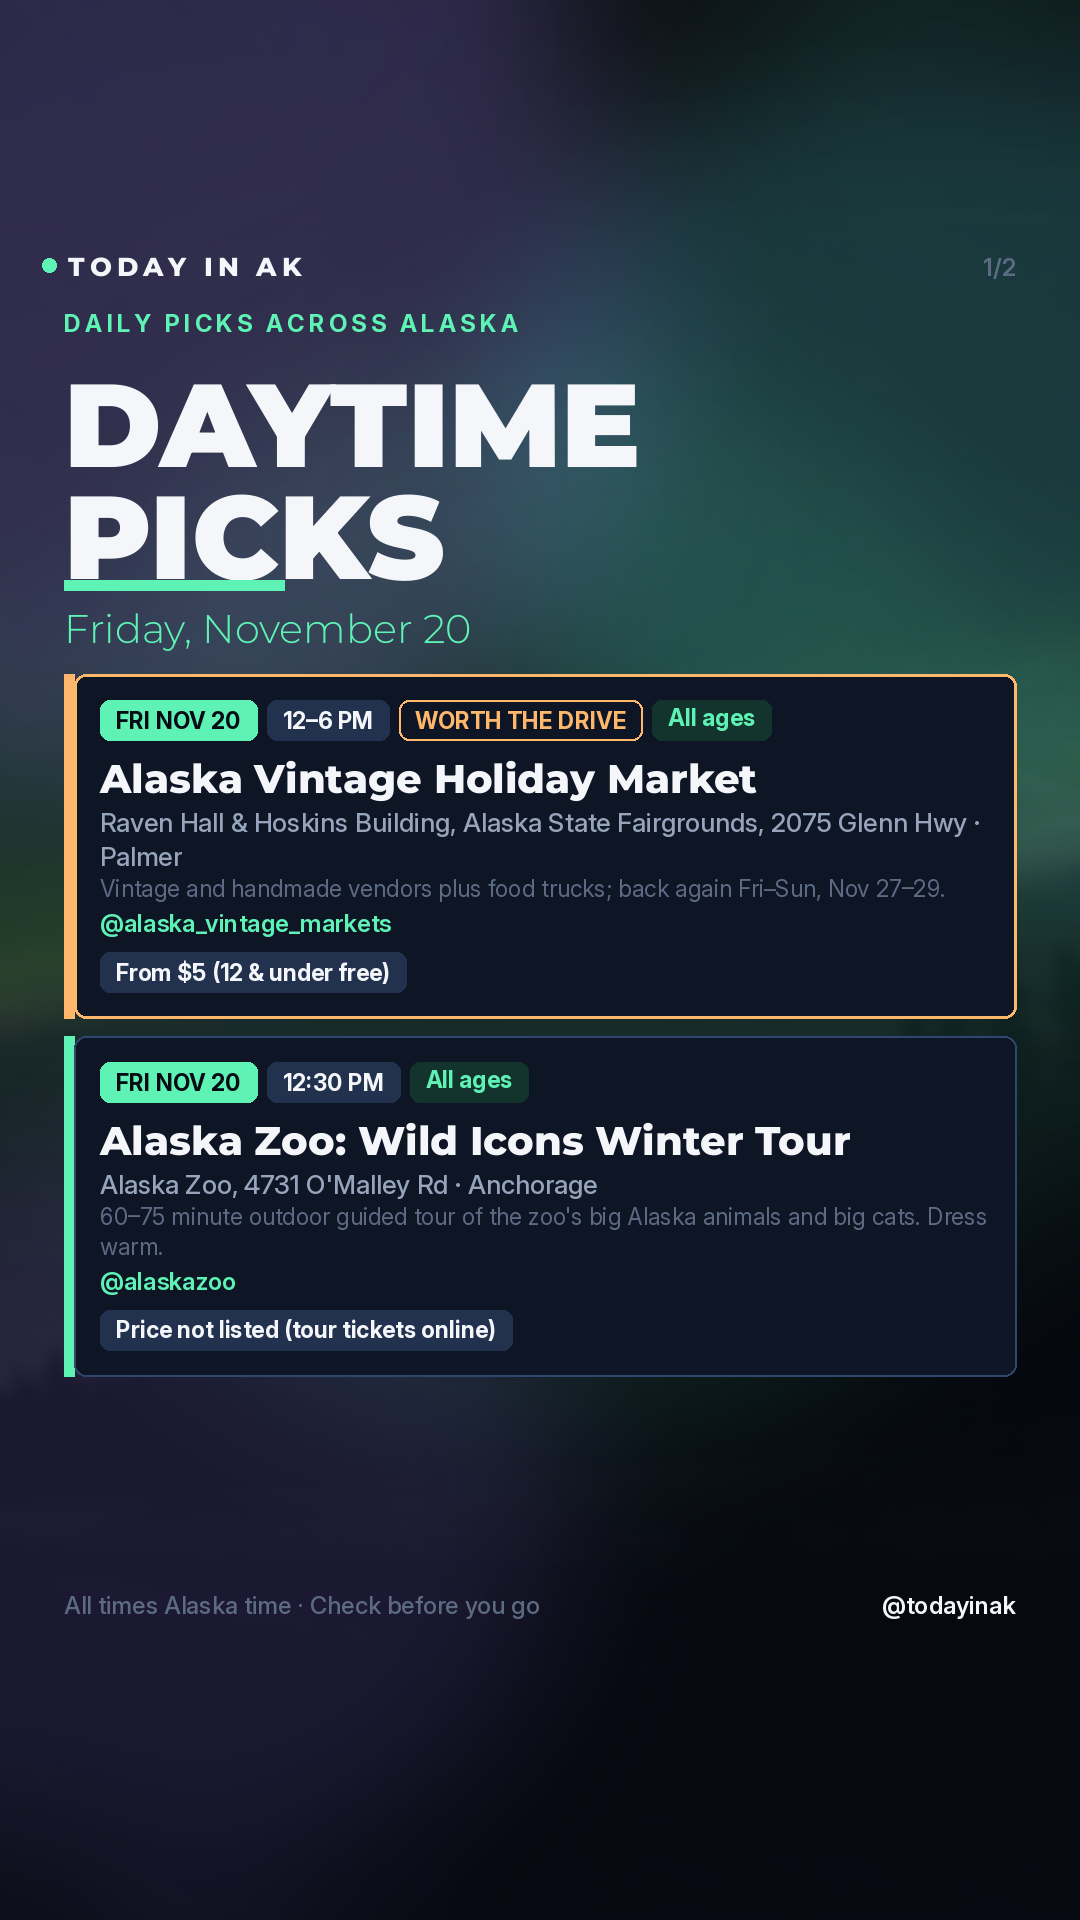 TODAY IN AK
1/2
DAILY PICKS ACROSS ALASKA
DAYTIME
PICKS
Friday, November 20
FRI NOV 20 12–6 PM WORTH THE DRIVE All ages
Alaska Vintage Holiday Market
Raven Hall & Hoskins Building, Alaska State Fairgrounds, 2075 Glenn Hwy ·
Palmer
Vintage and handmade vendors plus food trucks; back again Fri–Sun, Nov 27–29.
@alaska_vintage_markets
From $5 (12 & under free)
FRI NOV 20 12:30 PM All ages
Alaska Zoo: Wild Icons Winter Tour
Alaska Zoo, 4731 O'Malley Rd · Anchorage
60–75 minute outdoor guided tour of the zoo's big Alaska animals and big cats. Dress
warm.
@alaskazoo
Price not listed (tour tickets online)
All times Alaska time · Check before you go
@todayinak